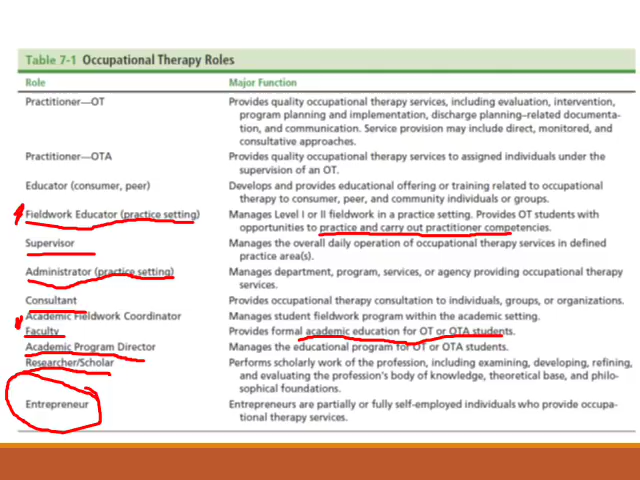 Table 7-1 Occupational Therapy Roles
Role Major Function
Practitioner—OT Provides quality occupational therapy services, including evaluation, intervention,
program planning and implementation, discharge planning–related documenta-
tion, and communication. Service provision may include direct, monitored, and
consultative approaches.
Practitioner—OTA Provides quality occupational therapy services to assigned individuals under the
supervision of an OT.
Educator (consumer, peer) Develops and provides educational offering or training related to occupational
therapy to consumer, peer, and community individuals or groups.
Fieldwork Educator (practice setting) Manages Level I or II fieldwork in a practice setting. Provides OT students with
opportunities to practice and carry out practitioner competencies.
Supervisor Manages the overall daily operation of occupational therapy services in defined
practice area(s).
Administrator (practice setting) Manages department, program, services, or agency providing occupational therapy
services.
Consultant Provides occupational therapy consultation to individuals, groups, or organizations.
Academic Fieldwork Coordinator Manages student fieldwork program within the academic setting.
Faculty Provides formal academic education for OT or OTA students.
Academic Program Director Manages the educational program for OT or OTA students.
Researcher/Scholar Performs scholarly work of the profession, including examining, developing, refining,
and evaluating the profession's body of knowledge, theoretical base, and philo-
sophical foundations.
Entrepreneur Entrepreneurs are partially or fully self-employed individuals who provide occupa-
tional therapy services.